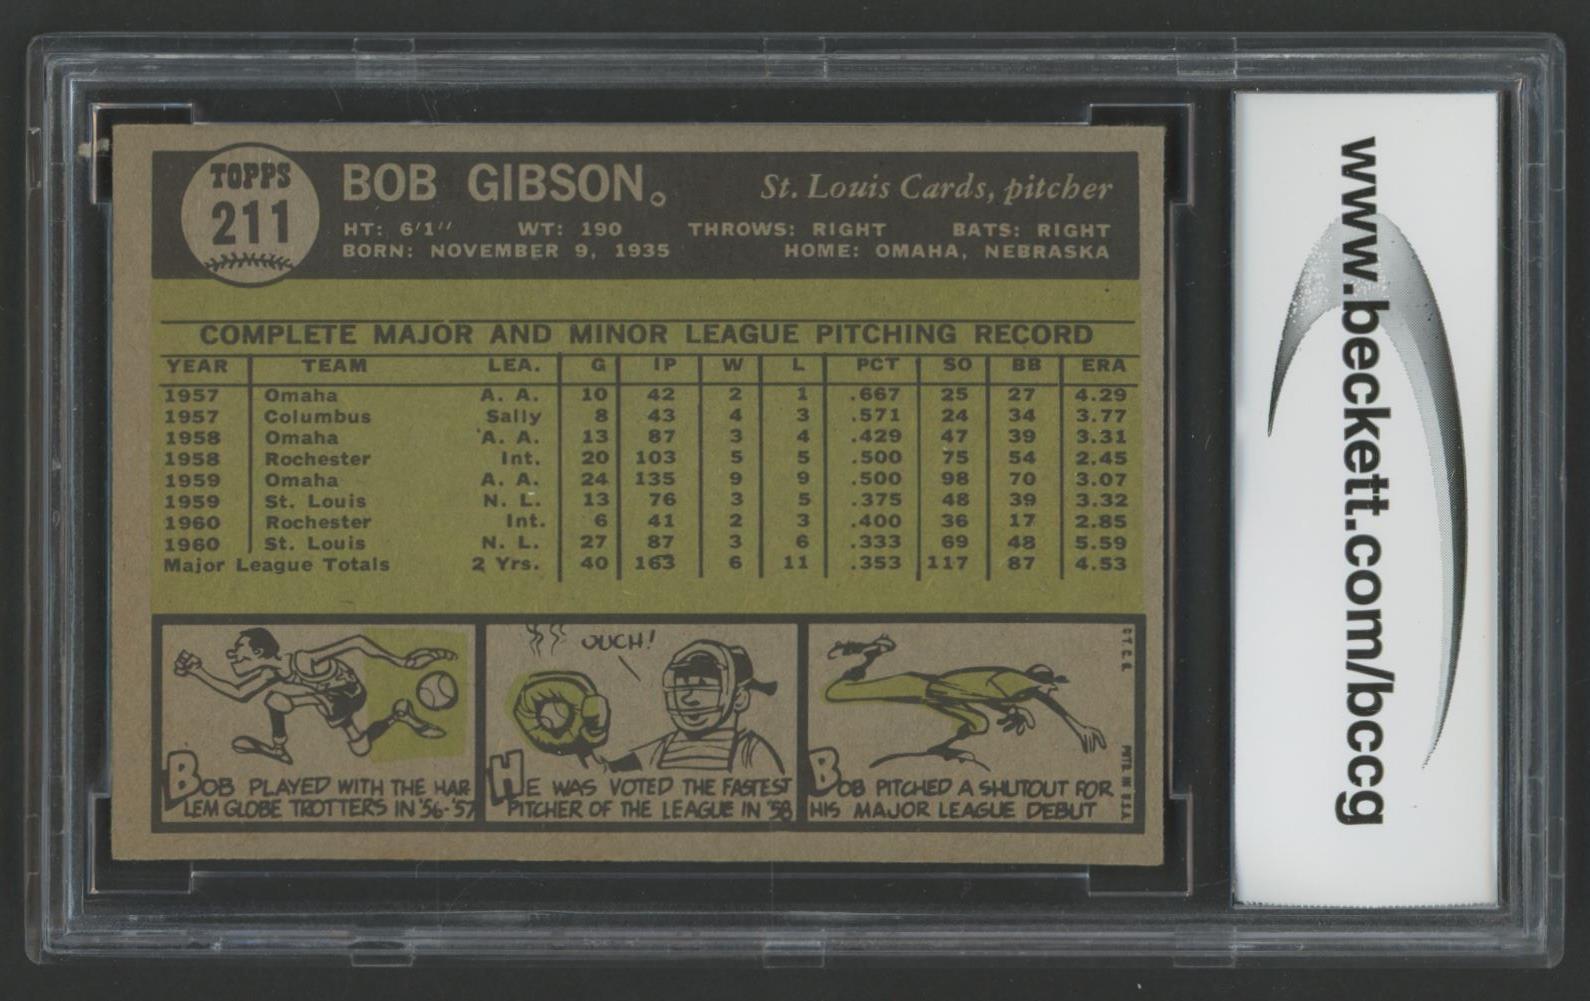 TOPPS
211
BOB GIBSON
St. Louis Cards, pitcher
HT: 6'1" WT: 190 THROWS: RIGHT BATS: RIGHT
BORN: NOVEMBER 9, 1935 HOME: OMAHA, NEBRASKA
COMPLETE MAJOR AND MINOR LEAGUE PITCHING RECORD
YEAR TEAM LEA. G IP W L PCT SO BB ERA
1957 Omaha A. A. 10 42 2 1 .667 25 27 4.29
1957 Columbus Sally 8 43 4 3 .571 24 34 3.77
1958 Omaha A. A. 13 87 3 4 .429 47 39 3.31
1958 Rochester Int. 20 103 5 5 .500 75 54 2.45
1959 Omaha A. A. 24 135 9 9 .500 98 70 3.07
1959 St. Louis N. L. 13 76 3 5 .375 48 39 3.32
1960 Rochester Int. 6 41 2 3 .400 36 17 2.85
1960 St. Louis N. L. 27 87 3 6 .333 69 48 5.59
Major League Totals 2 Yrs. 40 163 6 11 .353 117 87 4.53
BOB PLAYED WITH THE HAR
LEM GLOBE TROTTERS IN '56-'57
OUCH!
HE WAS VOTED THE FASTEST
PITCHER OF THE LEAGUE IN '58
BOB PITCHED A SHUTOUT FOR
HIS MAJOR LEAGUE DEBUT
© T. C. G.
PRTD. IN U.S.A.
www.beckett.com/bccg